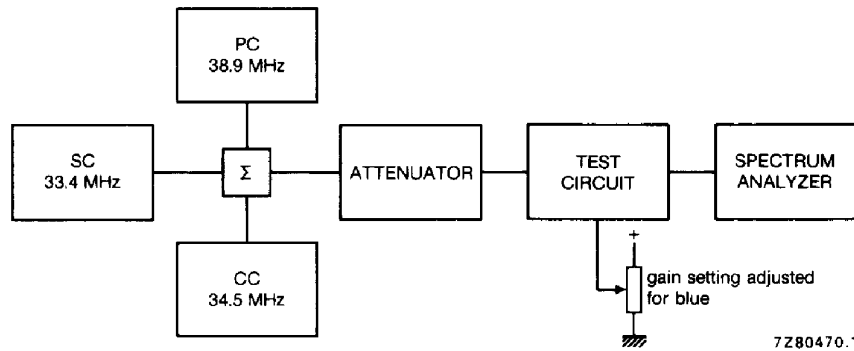 PC
38.9 MHz
SC
33.4 MHz
Σ
ATTENUATOR
TEST
CIRCUIT
SPECTRUM
ANALYZER
CC
34.5 MHz
+
gain setting adjusted
for blue
7Z80470.1